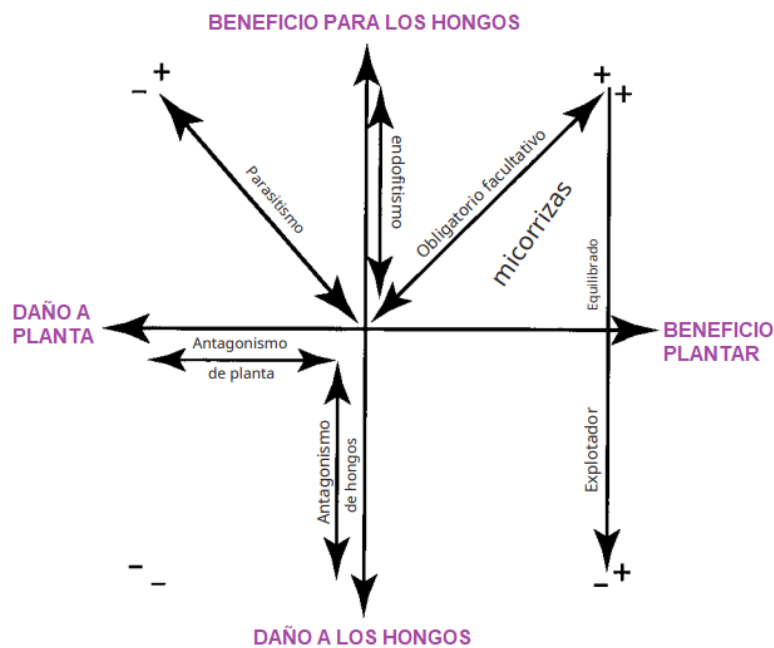 BENEFICIO PARA LOS HONGOS
- +
+ +
Parasitismo
endofitismo
Obligatorio facultativo
micorrizas
Equilibrado
DAÑO A
PLANTA
BENEFICIO
PLANTAR
Antagonismo
de planta
Antagonismo
de hongos
Explotador
- -
- +
DAÑO A LOS HONGOS